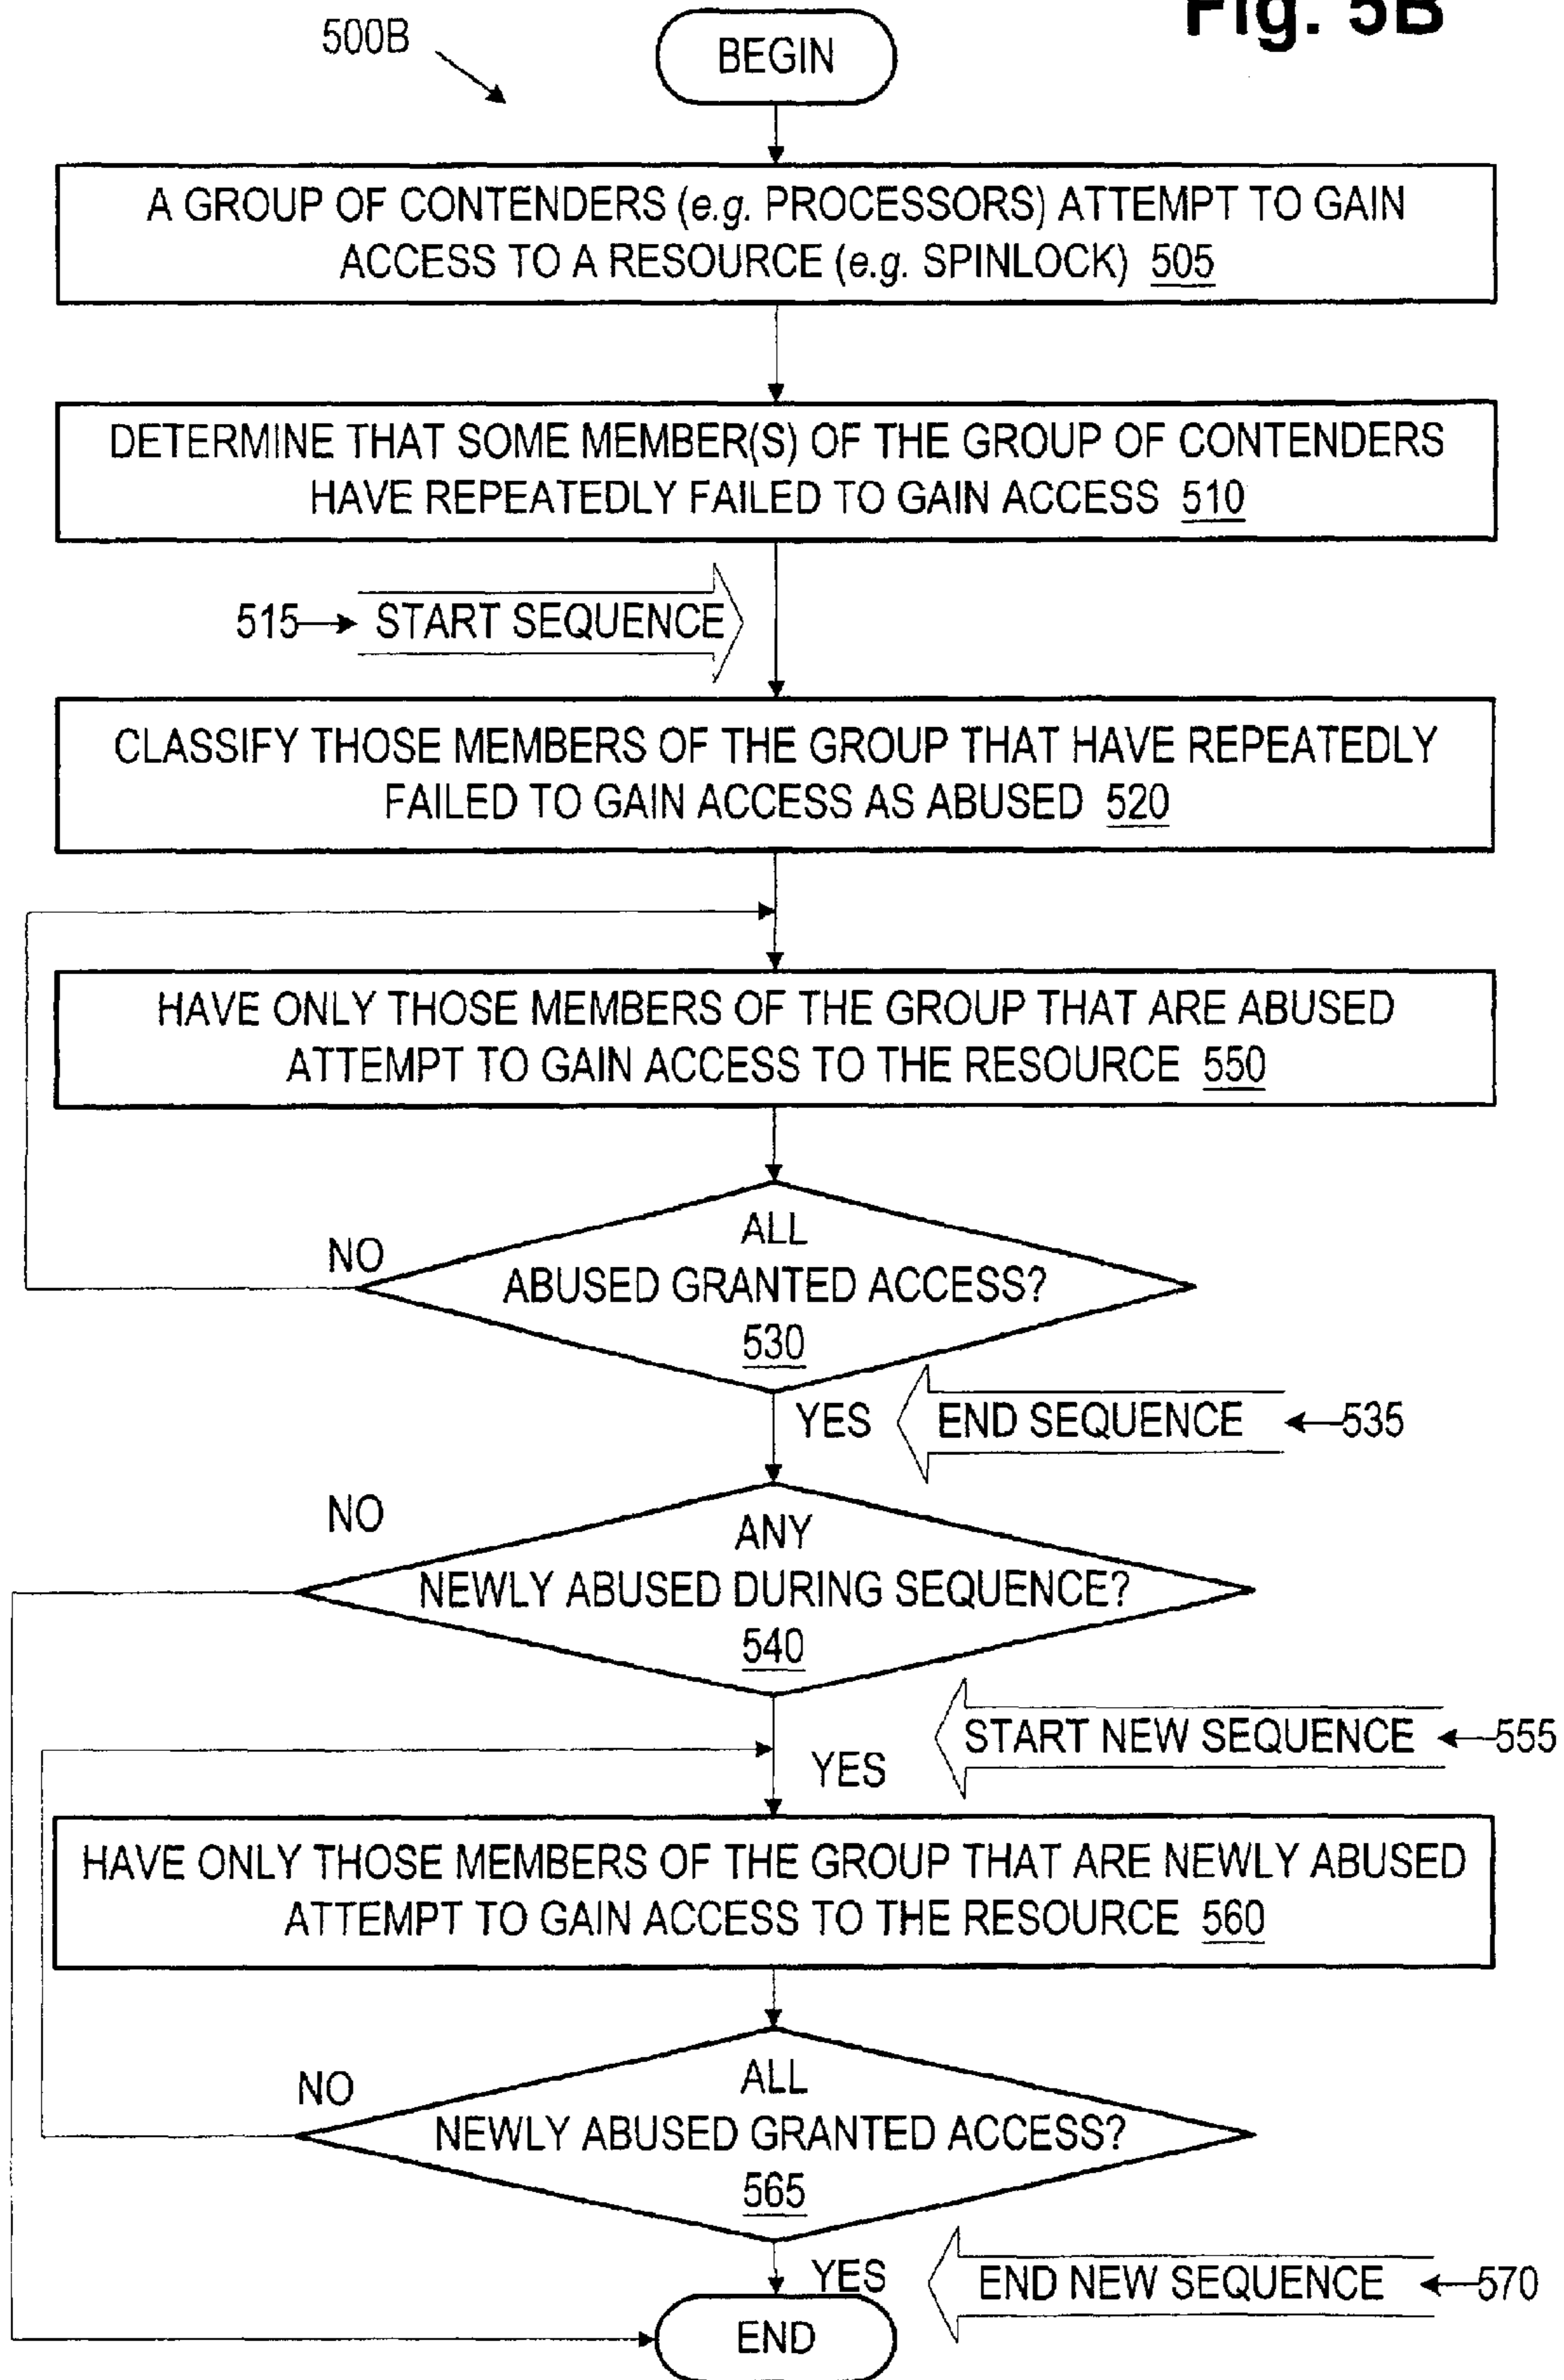 Fig. 5B
500B
BEGIN
A GROUP OF CONTENDERS (e.g. PROCESSORS) ATTEMPT TO GAIN
ACCESS TO A RESOURCE (e.g. SPINLOCK) 505
DETERMINE THAT SOME MEMBER(S) OF THE GROUP OF CONTENDERS
HAVE REPEATEDLY FAILED TO GAIN ACCESS 510
515 START SEQUENCE
CLASSIFY THOSE MEMBERS OF THE GROUP THAT HAVE REPEATEDLY
FAILED TO GAIN ACCESS AS ABUSED 520
HAVE ONLY THOSE MEMBERS OF THE GROUP THAT ARE ABUSED
ATTEMPT TO GAIN ACCESS TO THE RESOURCE 550
NO
ALL
ABUSED GRANTED ACCESS?
530
YES
END SEQUENCE 535
NO
ANY
NEWLY ABUSED DURING SEQUENCE?
540
START NEW SEQUENCE 555
YES
HAVE ONLY THOSE MEMBERS OF THE GROUP THAT ARE NEWLY ABUSED
ATTEMPT TO GAIN ACCESS TO THE RESOURCE 560
NO
ALL
NEWLY ABUSED GRANTED ACCESS?
565
YES
END NEW SEQUENCE 570
END